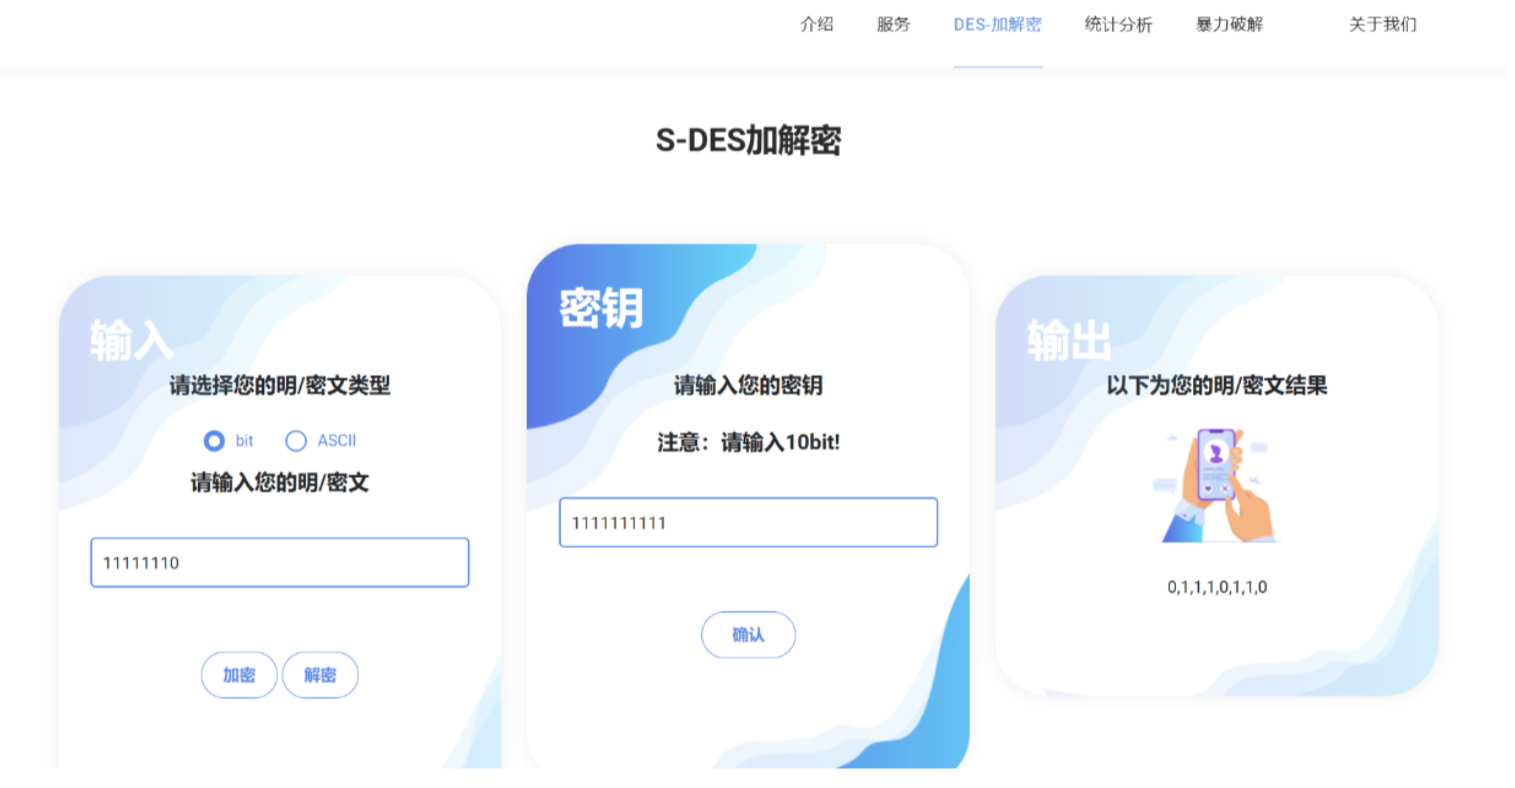 介绍 服务 DES-加解密 统计分析 暴力破解 关于我们
S-DES加解密
输入
请选择您的明/密文类型
bit ASCII
请输入您的明/密文
11111110
加密 解密
密钥
请输入您的密钥
注意：请输入10bit!
1111111111
确认
输出
以下为您的明/密文结果
0,1,1,1,0,1,1,0